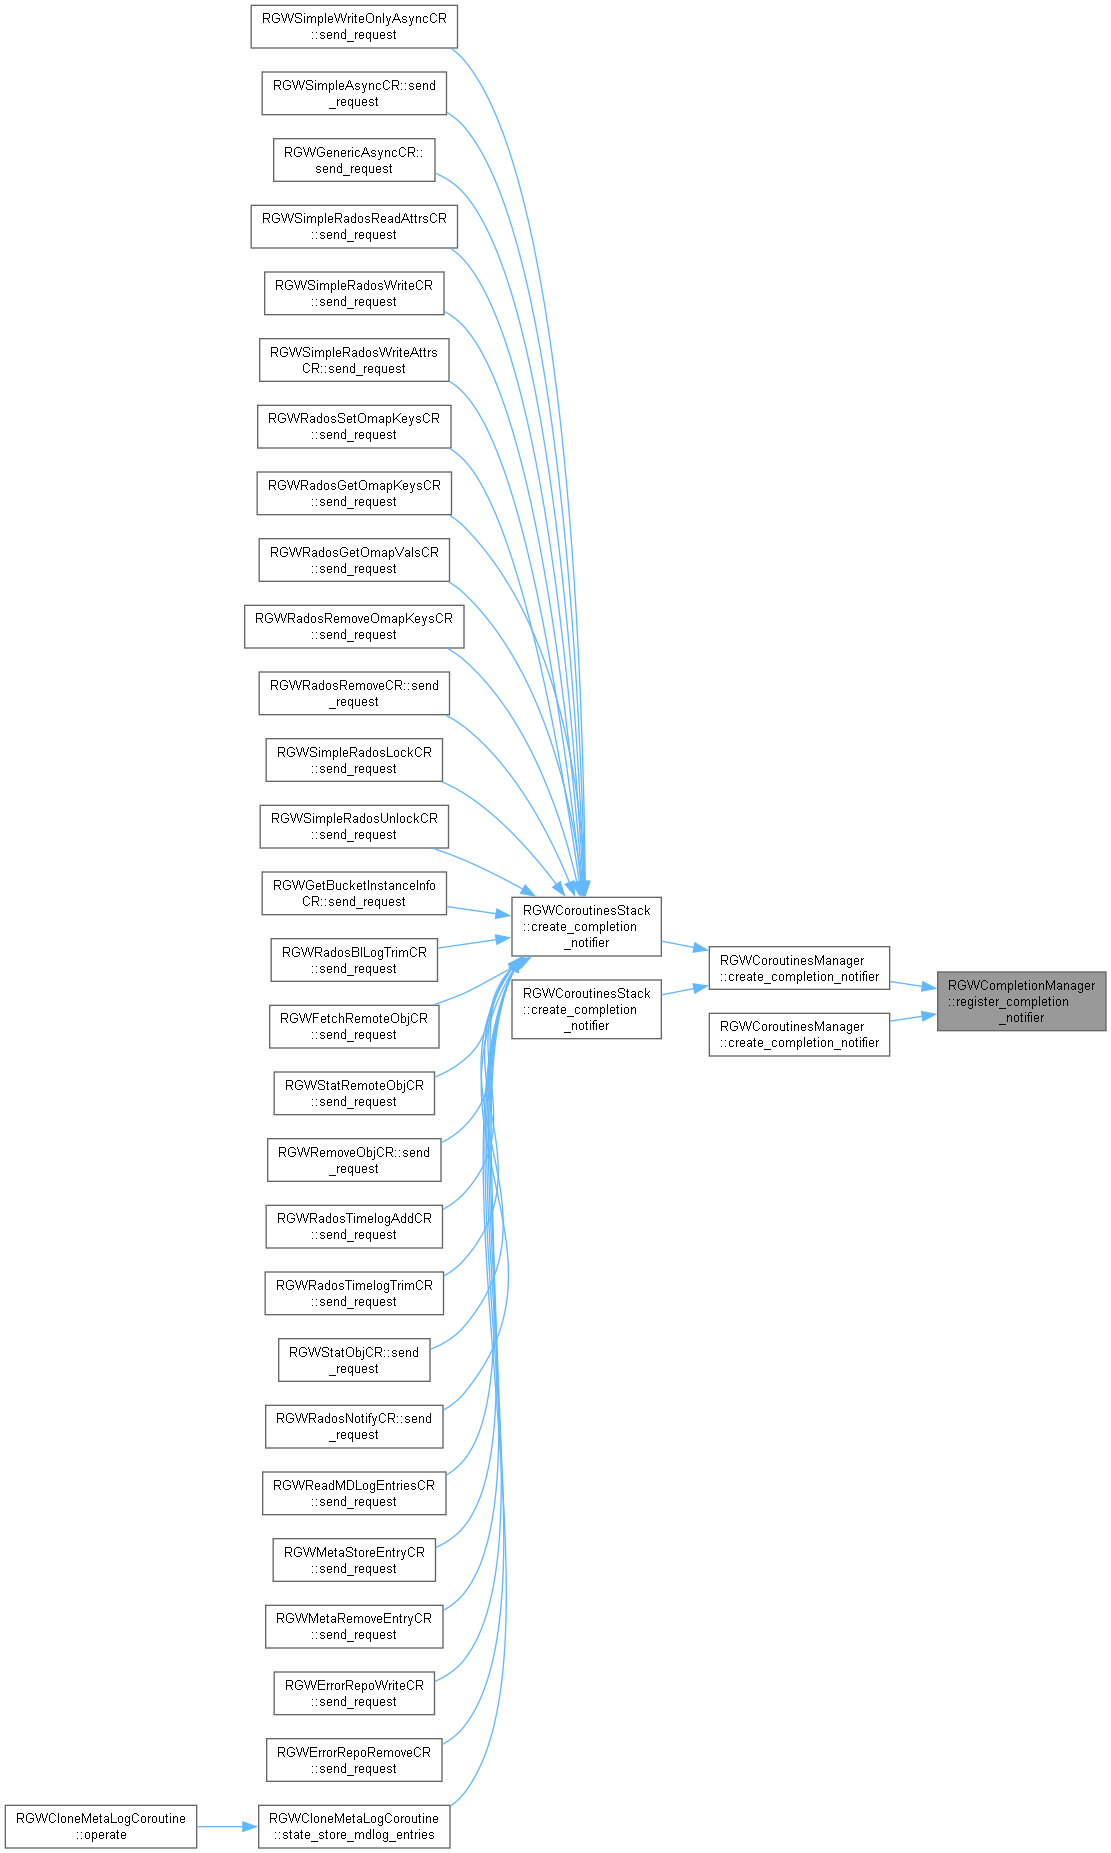 RGWSimpleWriteOnlyAsyncCR
::send_request
RGWSimpleAsyncCR::send
_request
RGWGenericAsyncCR::
send_request
RGWSimpleRadosReadAttrsCR
::send_request
RGWSimpleRadosWriteCR
::send_request
RGWSimpleRadosWriteAttrs
CR::send_request
RGWRadosSetOmapKeysCR
::send_request
RGWRadosGetOmapKeysCR
::send_request
RGWRadosGetOmapValsCR
::send_request
RGWRadosRemoveOmapKeysCR
::send_request
RGWRadosRemoveCR::send
_request
RGWSimpleRadosLockCR
::send_request
RGWSimpleRadosUnlockCR
::send_request
RGWGetBucketInstanceInfo
CR::send_request
RGWRadosBILogTrimCR
::send_request
RGWFetchRemoteObjCR
::send_request
RGWStatRemoteObjCR
::send_request
RGWRemoveObjCR::send
_request
RGWRadosTimelogAddCR
::send_request
RGWRadosTimelogTrimCR
::send_request
RGWStatObjCR::send
_request
RGWRadosNotifyCR::send
_request
RGWReadMDLogEntriesCR
::send_request
RGWMetaStoreEntryCR
::send_request
RGWMetaRemoveEntryCR
::send_request
RGWErrorRepoWriteCR
::send_request
RGWErrorRepoRemoveCR
::send_request
RGWCloneMetaLogCoroutine
::operate
RGWCloneMetaLogCoroutine
::state_store_mdlog_entries
RGWCoroutinesStack
::create_completion
_notifier
RGWCoroutinesStack
::create_completion
_notifier
RGWCoroutinesManager
::create_completion_notifier
RGWCoroutinesManager
::create_completion_notifier
RGWCompletionManager
::register_completion
_notifier